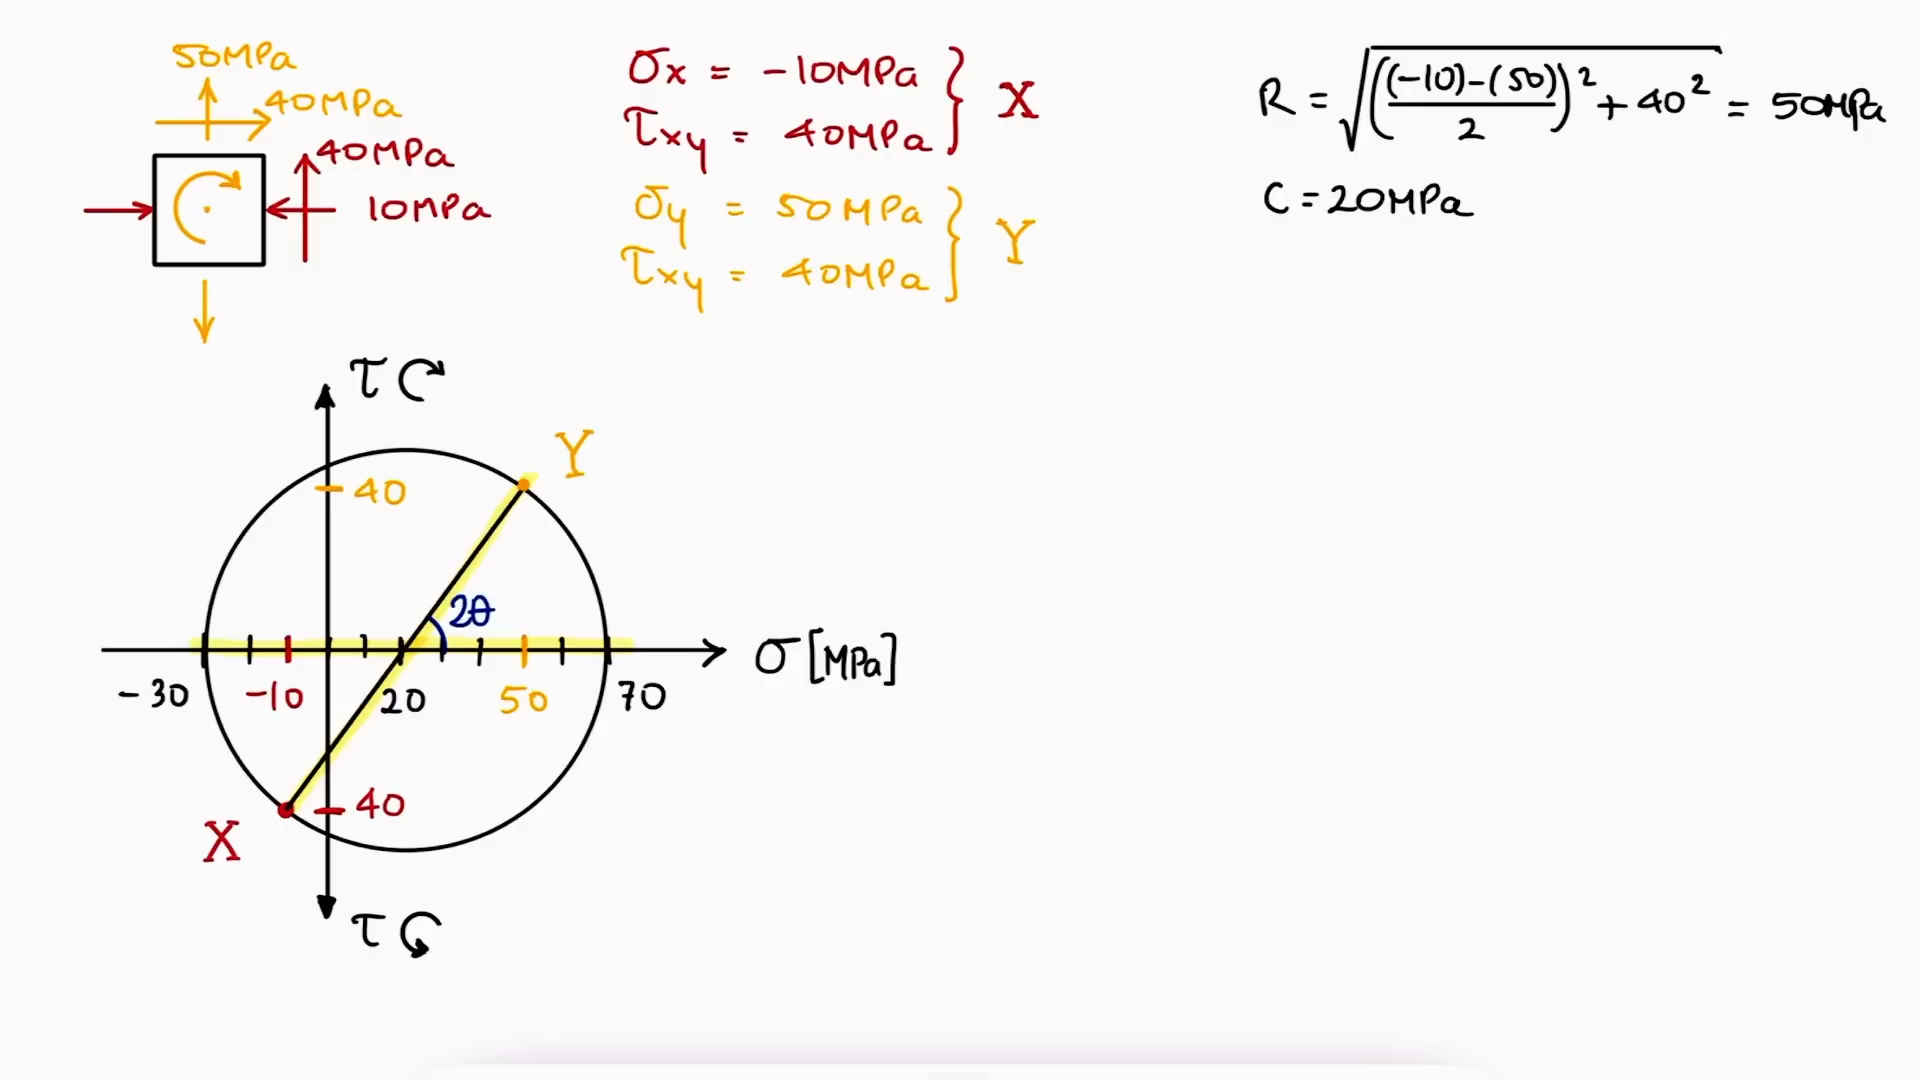 50MPa
40MPa
40MPa
10MPa
σx = -10MPa } X
τxy = 40MPa
σy = 50MPa } Y
τxy = 40MPa
R = √(((-10)-(50))/2)² + 40² = 50MPa
C = 20MPa
τ
Y
40
2θ
σ [MPa]
-30 -10 20 50 70
40
X
τ